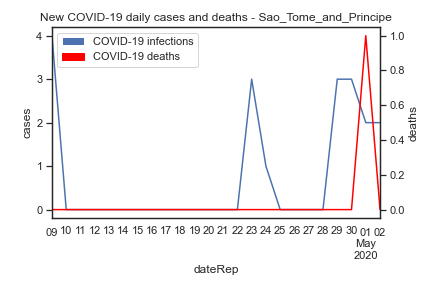 New COVID-19 daily cases and deaths - Sao_Tome_and_Principe
COVID-19 infections
COVID-19 deaths
4
3
2
1
0
cases
1.0
0.8
0.6
0.4
0.2
0.0
deaths
09 10 11 12 13 14 15 16 17 18 19 20 21 22 23 24 25 26 27 28 29 30 01 02
May
2020
dateRep